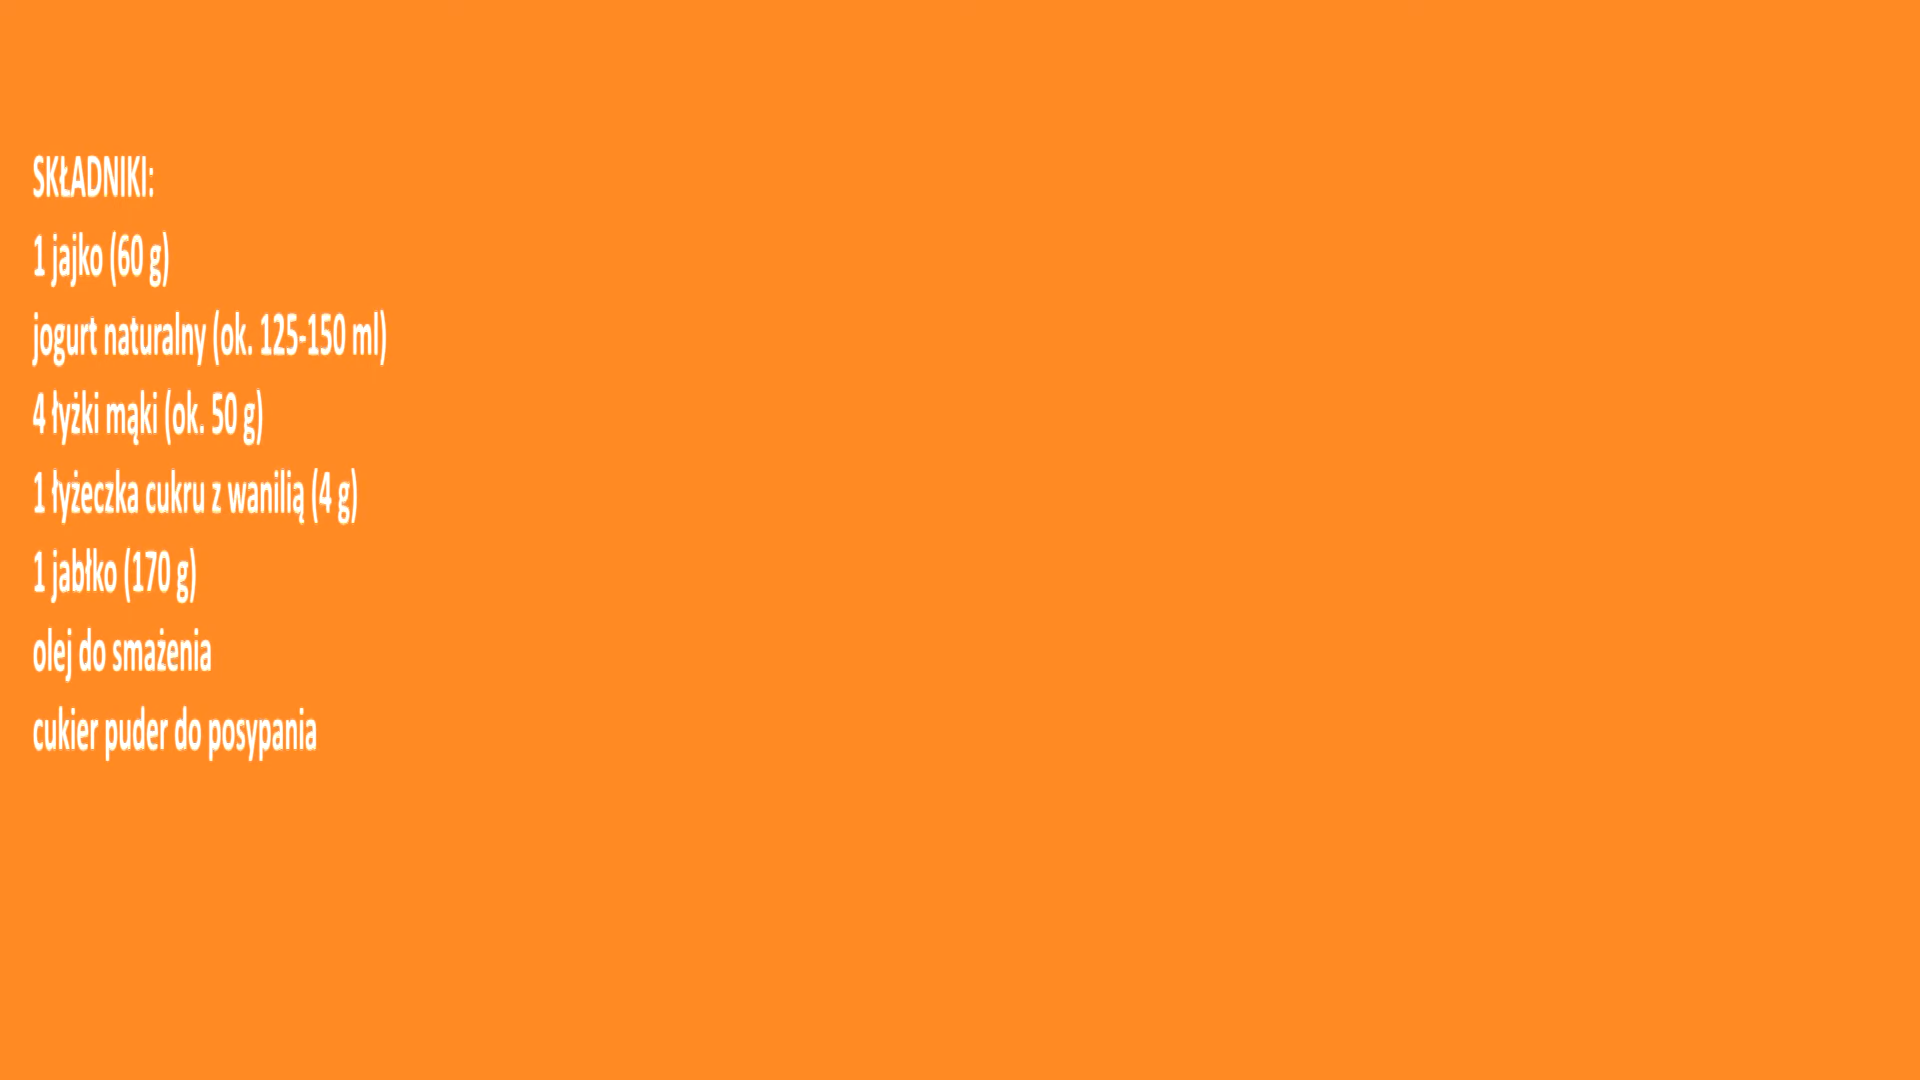 SKŁADNIKI:
1 jajko (60 g)
jogurt naturalny (ok. 125-150 ml)
4 łyżki mąki (ok. 50 g)
1 łyżeczka cukru z wanilią (4 g)
1 jabłko (170 g)
olej do smażenia
cukier puder do posypania